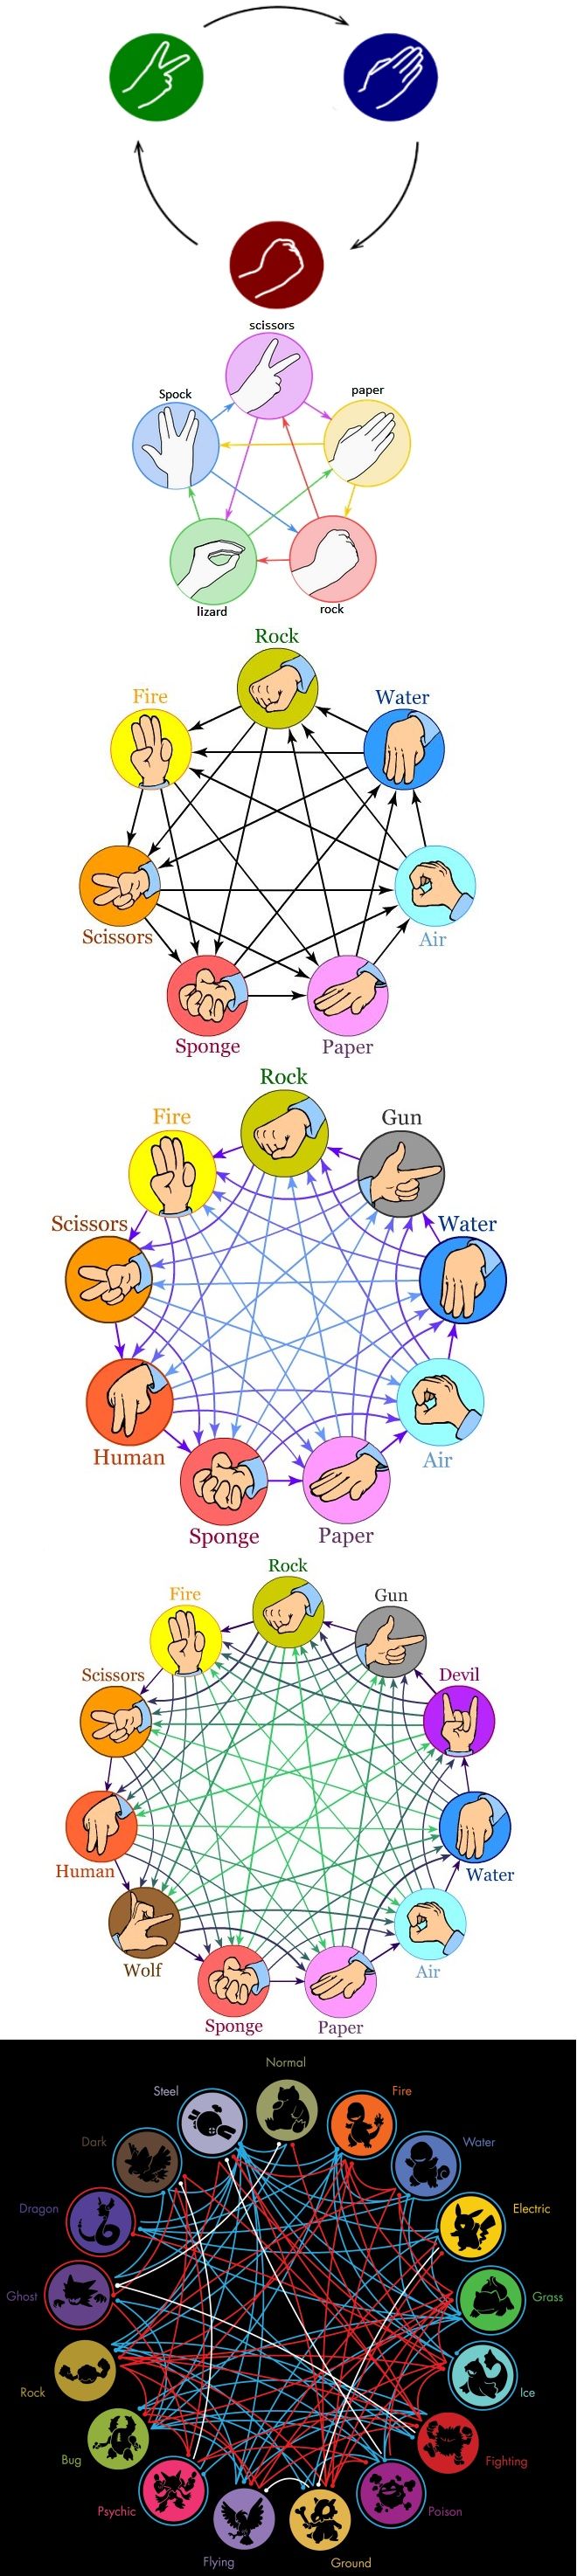 scissors
Spock
paper
lizard
rock
Rock
Fire
Water
Scissors
Air
Sponge
Paper
Rock
Fire
Gun
Scissors
Water
Human
Air
Sponge
Paper
Rock
Fire
Gun
Scissors
Devil
Human
Water
Wolf
Air
Sponge
Paper
Normal
Steel
Fire
Dark
Water
Dragon
Electric
Ghost
Grass
Rock
Ice
Bug
Fighting
Psychic
Poison
Flying
Ground